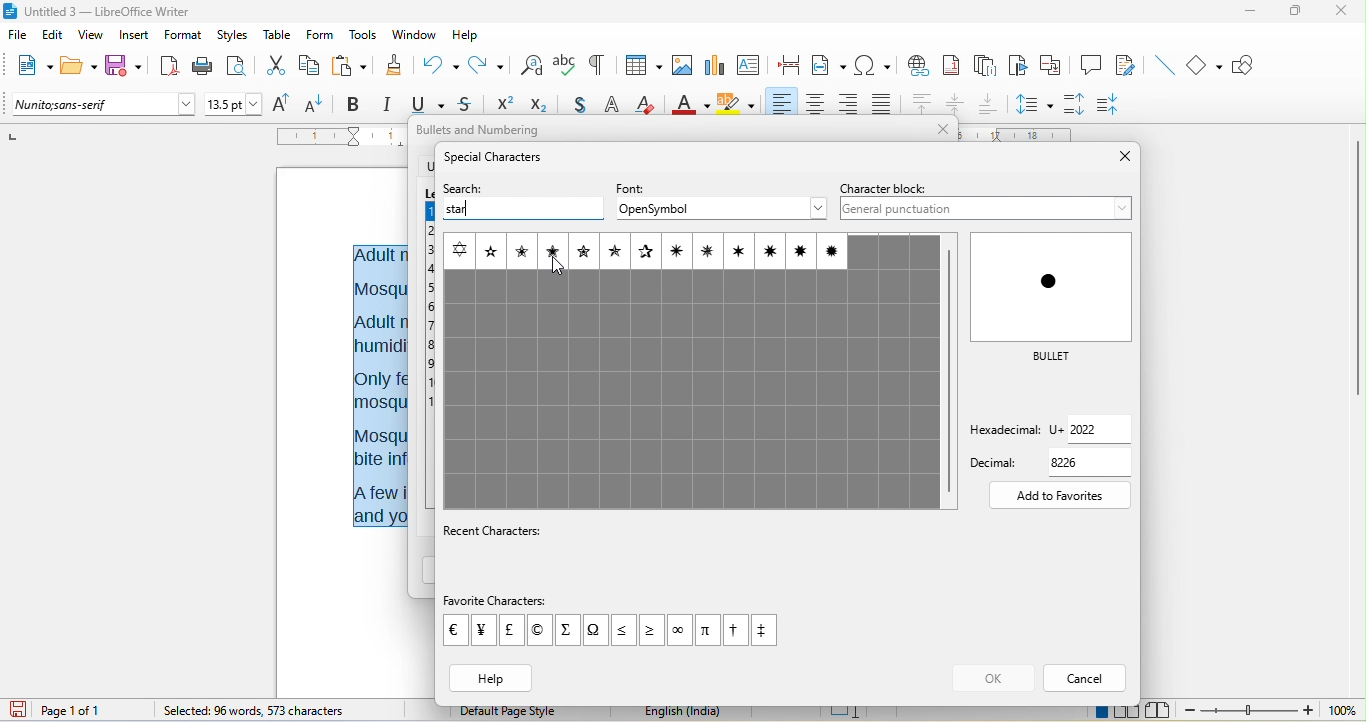 Untitled 3 — LibreOffice Writer
File Edit View Insert Format Styles Table Form Tools Window Help
Nunito;sans-serif 13.5 pt
Bullets and Numbering
Special Characters
Search: Font: Character block:
star OpenSymbol General punctuation
BULLET
Hexadecimal: U+ 2022
Decimal: 8226
Add to Favorites
Recent Characters:
Favorite Characters:
€ ¥ £ © Σ Ω ≤ ≥ ∞ π † ‡
Help OK Cancel
Adult
Mosqu
Adult
humidi
Only fe
mosqu
Mosqu
bite inf
A few i
and yo
Page 1 of 1 Selected: 96 words, 573 characters Default Page Style English (India) 100%